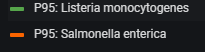 P95: Listeria monocytogenes
P95: Salmonella enterica